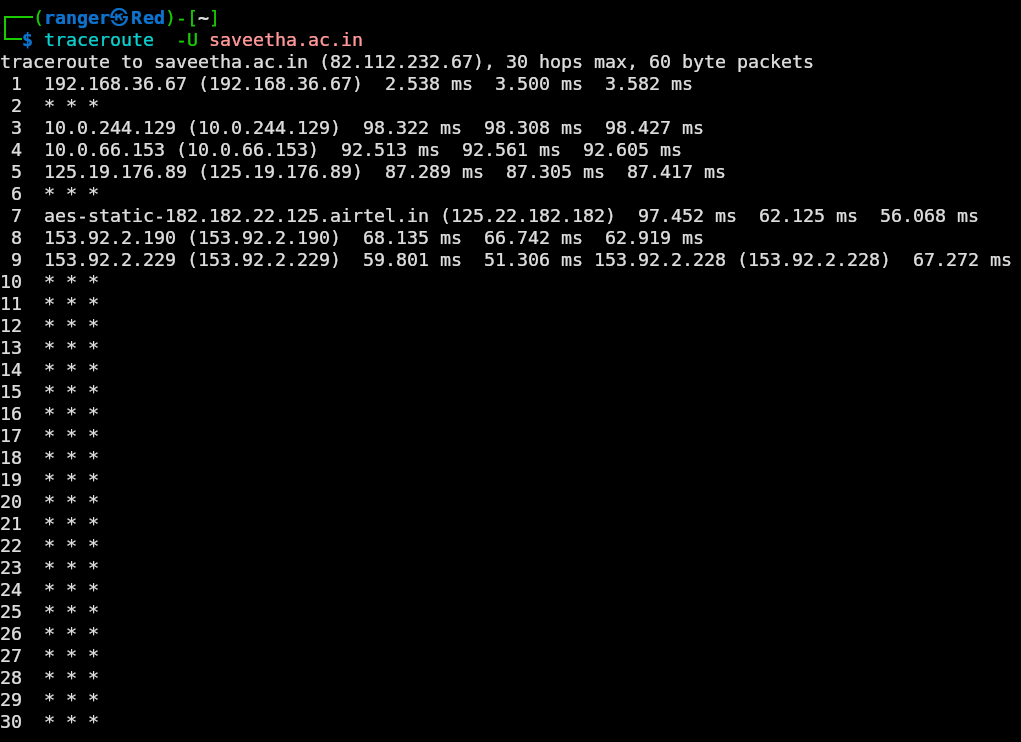 ┌──(ranger㉿Red)-[~]
└─$ traceroute  -U saveetha.ac.in
traceroute to saveetha.ac.in (82.112.232.67), 30 hops max, 60 byte packets
 1  192.168.36.67 (192.168.36.67)  2.538 ms  3.500 ms  3.582 ms
 2  * * *
 3  10.0.244.129 (10.0.244.129)  98.322 ms  98.308 ms  98.427 ms
 4  10.0.66.153 (10.0.66.153)  92.513 ms  92.561 ms  92.605 ms
 5  125.19.176.89 (125.19.176.89)  87.289 ms  87.305 ms  87.417 ms
 6  * * *
 7  aes-static-182.182.22.125.airtel.in (125.22.182.182)  97.452 ms  62.125 ms  56.068 ms
 8  153.92.2.190 (153.92.2.190)  68.135 ms  66.742 ms  62.919 ms
 9  153.92.2.229 (153.92.2.229)  59.801 ms  51.306 ms 153.92.2.228 (153.92.2.228)  67.272 ms
10  * * *
11  * * *
12  * * *
13  * * *
14  * * *
15  * * *
16  * * *
17  * * *
18  * * *
19  * * *
20  * * *
21  * * *
22  * * *
23  * * *
24  * * *
25  * * *
26  * * *
27  * * *
28  * * *
29  * * *
30  * * *